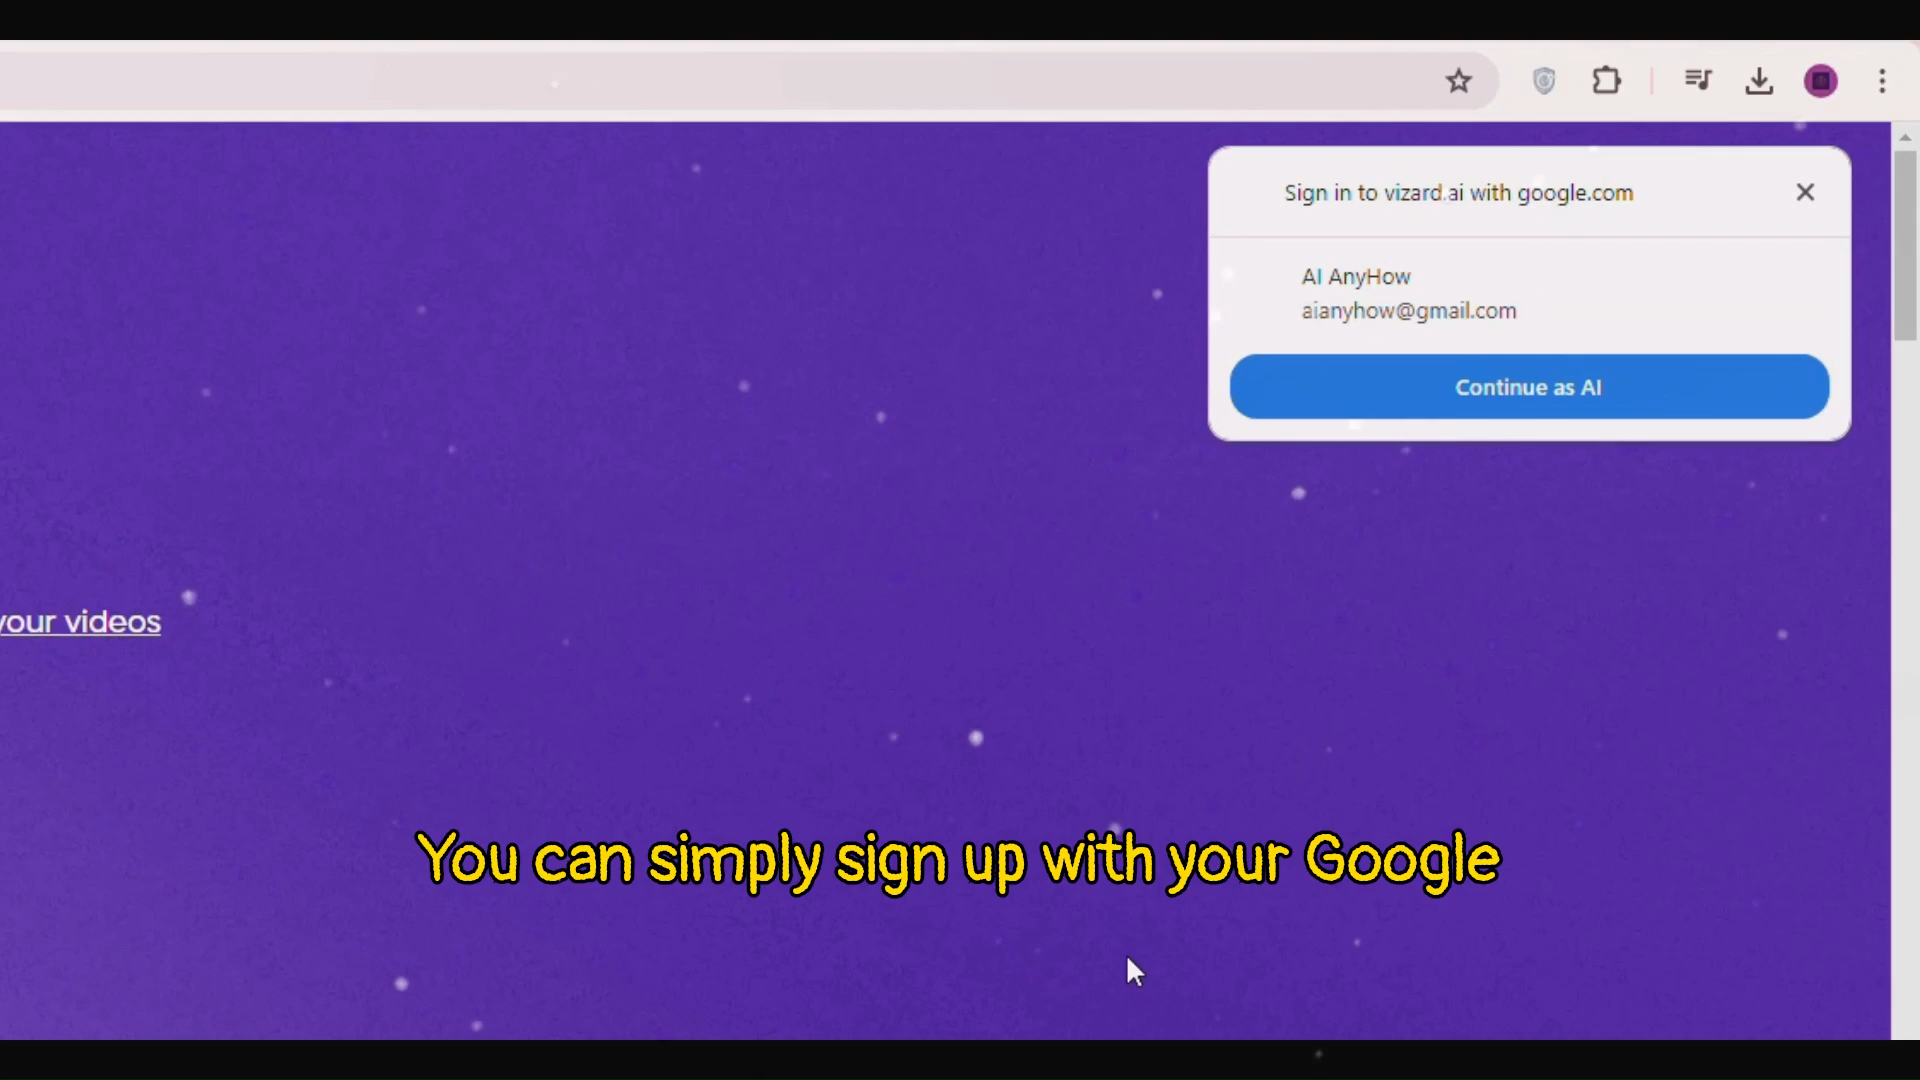 Sign in to vizard.ai with google.com
AI AnyHow
aianyhow@gmail.com
Continue as AI
your videos
You can simply sign up with your Google